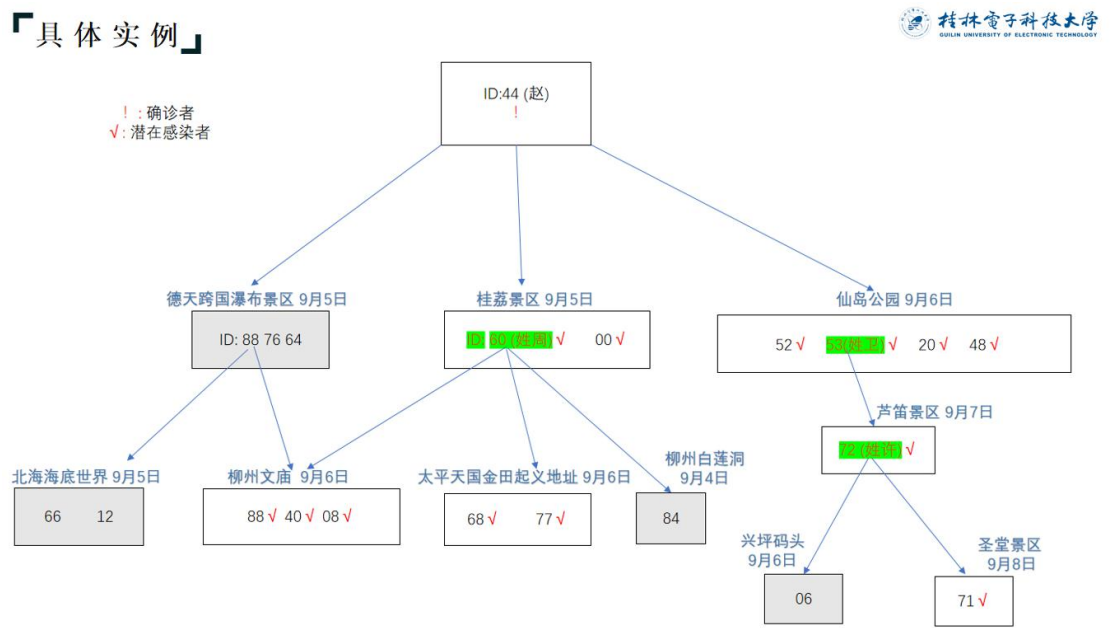 具体实例
桂林電子科技大学
GUILIN UNIVERSITY OF ELECTRONIC TECHNOLOGY
！: 确诊者
√: 潜在感染者
ID:44 (赵)
！
德天跨国瀑布景区 9月5日
ID: 88 76 64
桂荔景区 9月5日
ID: 60 (姓周) √ 00 √
仙岛公园 9月6日
52 √ 53(姓卫) √ 20 √ 48 √
芦笛景区 9月7日
72 (姓许) √
北海海底世界 9月5日
66 12
柳州文庙 9月6日
88 √ 40 √ 08 √
太平天国金田起义地址 9月6日
68 √ 77 √
柳州白莲洞
9月4日
84
兴坪码头
9月6日
06
圣堂景区
9月8日
71 √